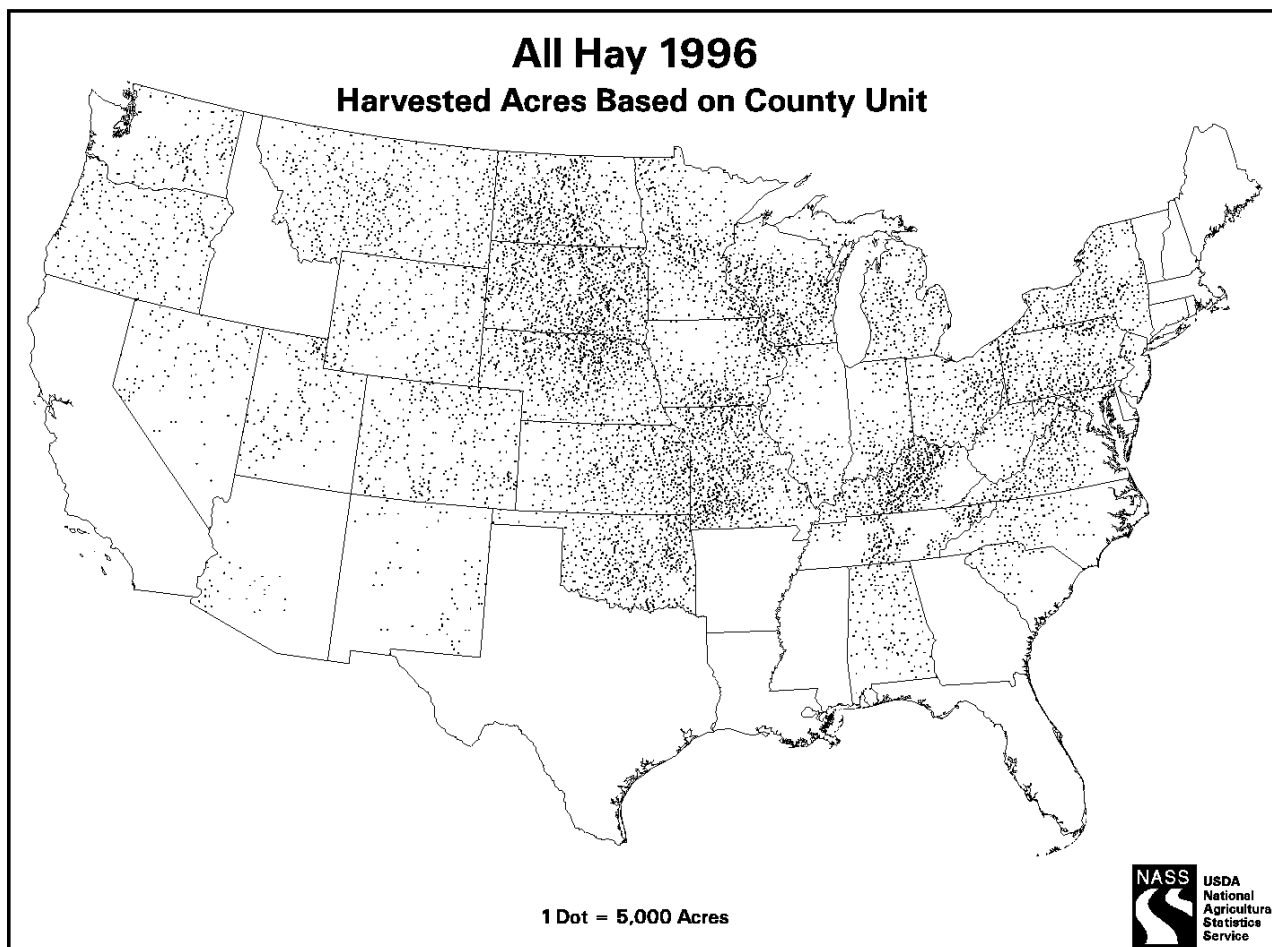 All Hay 1996
Harvested Acres Based on County Unit
1 Dot = 5,000 Acres
NASS
USDA
National
Agricultura
Statistics
Service